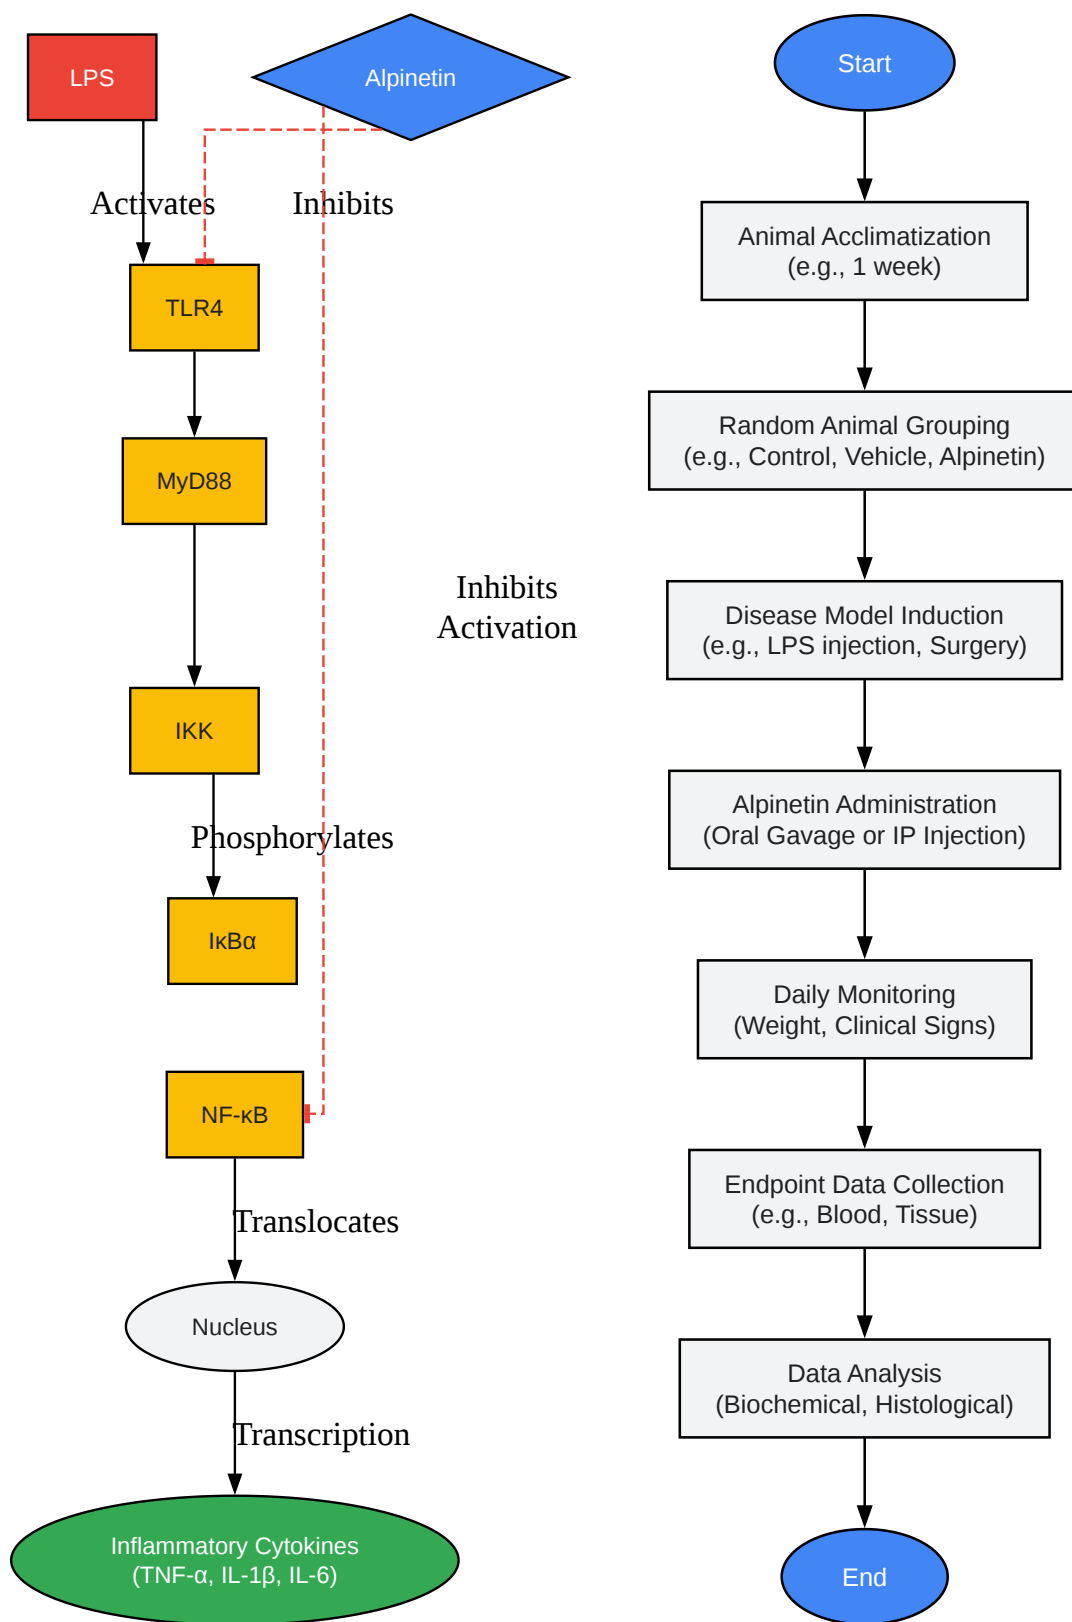 LPS
Alpinetin
Activates
Inhibits
TLR4
MyD88
Inhibits
Activation
IKK
Phosphorylates
IκBα
NF-κB
Translocates
Nucleus
Transcription
Inflammatory Cytokines
(TNF-α, IL-1β, IL-6)
Start
Animal Acclimatization
(e.g., 1 week)
Random Animal Grouping
(e.g., Control, Vehicle, Alpinetin)
Disease Model Induction
(e.g., LPS injection, Surgery)
Alpinetin Administration
(Oral Gavage or IP Injection)
Daily Monitoring
(Weight, Clinical Signs)
Endpoint Data Collection
(e.g., Blood, Tissue)
Data Analysis
(Biochemical, Histological)
End